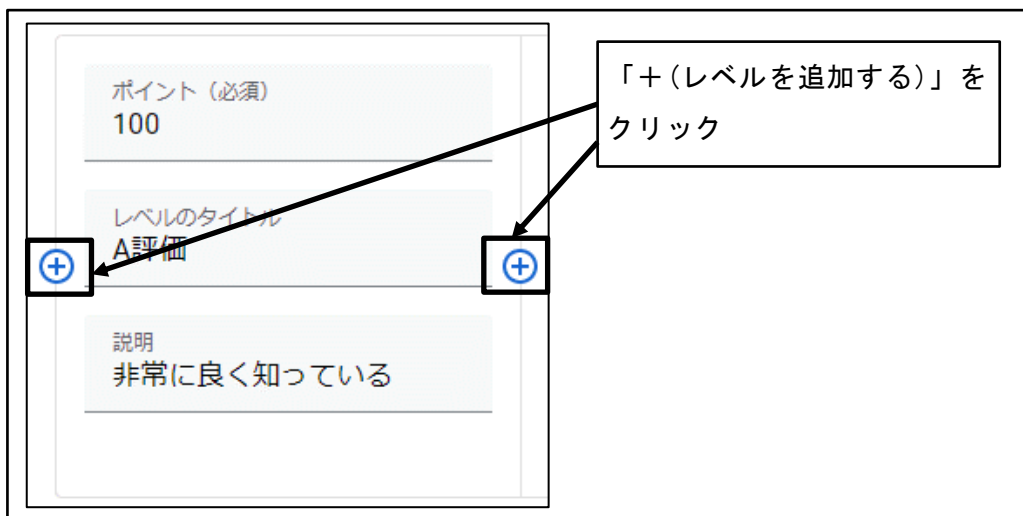 ポイント（必須）
100
レベルのタイトル
A評価
説明
非常に良く知っている
「＋(レベルを追加する)」を
クリック